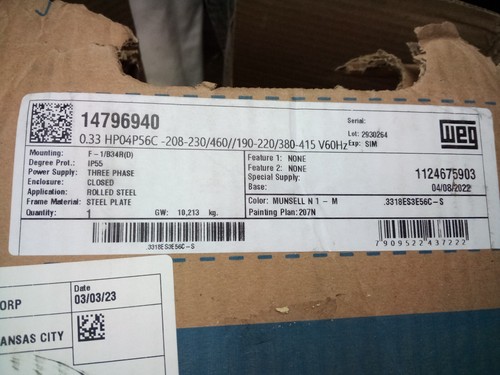 14796940
0.33 HP04PS6C -208-230/460//190-220/380-415 V60Hz
Serial:
Lot: 2930264
Exp: SIM
WEG
Mounting: F-1/B34R(D)
Degree Prot.: IP55
Power Supply: THREE PHASE
Enclosure: CLOSED
Application: ROLLED STEEL
Frame Material: STEEL PLATE
Quantity: 1 GW: 10,213 kg.
Feature 1: NONE
Feature 2: NONE
Special Supply:
Base:
1124675903
04/08/2022
Color: MUNSELL N 1 - M
Painting Plan: 207N
.3318ES3E56C-S
.3318ES3E56C-S
7909522437222
Date
03/03/23
CORP
KANSAS CITY